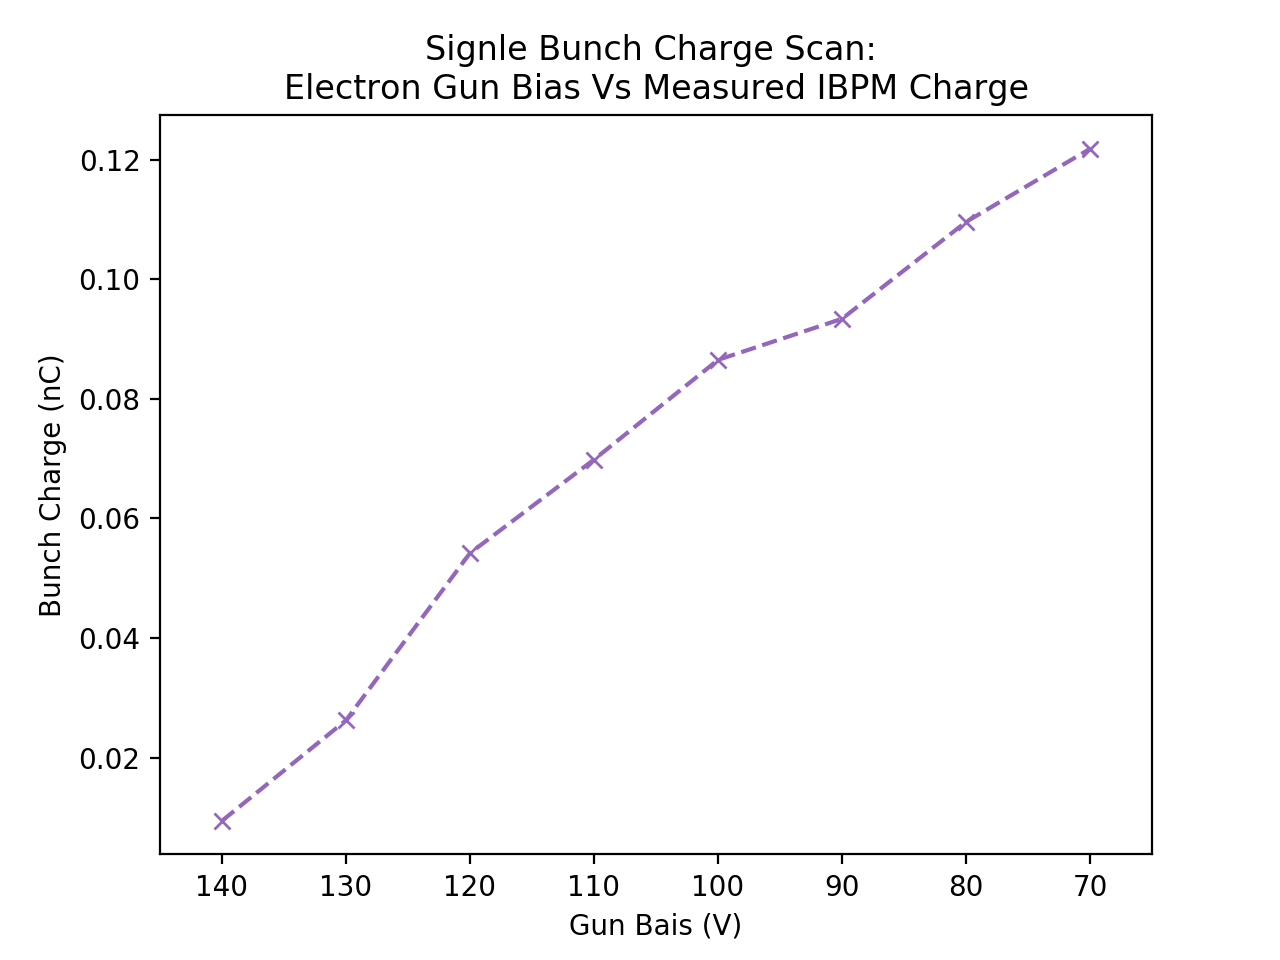 Signle Bunch Charge Scan:
Electron Gun Bias Vs Measured IBPM Charge
0.12
0.10
0.08
0.06
0.04
0.02
Bunch Charge (nC)
140 130 120 110 100 90 80 70
Gun Bais (V)